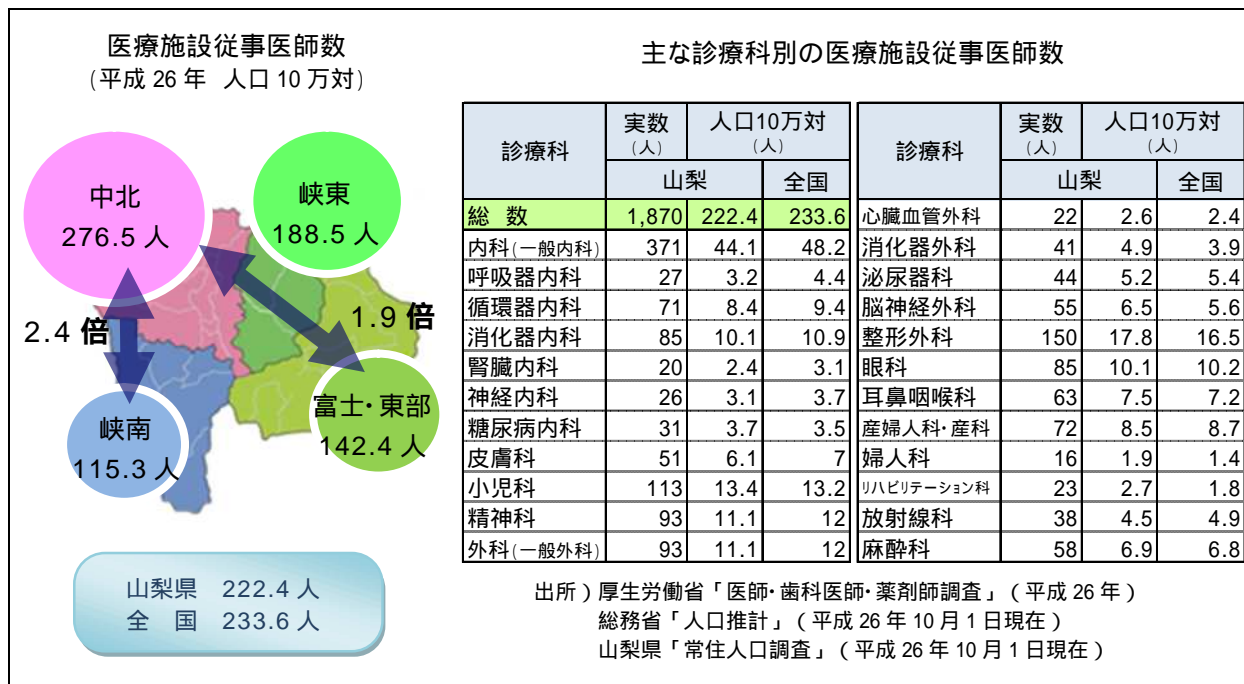 医療施設従事医師数
(平成 26 年 人口 10 万対)
中北
276.5 人
峡東
188.5 人
2.4 倍
1.9 倍
峡南
115.3 人
富士・東部
142.4 人
山梨県 222.4 人
全 国 233.6 人
主な診療科別の医療施設従事医師数
診療科 実数(人) 人口10万対(人)
山梨 全国
総 数 1,870 222.4 233.6
内科(一般内科) 371 44.1 48.2
呼吸器内科 27 3.2 4.4
循環器内科 71 8.4 9.4
消化器内科 85 10.1 10.9
腎臓内科 20 2.4 3.1
神経内科 26 3.1 3.7
糖尿病内科 31 3.7 3.5
皮膚科 51 6.1 7
小児科 113 13.4 13.2
精神科 93 11.1 12
外科(一般外科) 93 11.1 12
診療科 実数(人) 人口10万対(人)
山梨 全国
心臓血管外科 22 2.6 2.4
消化器外科 41 4.9 3.9
泌尿器科 44 5.2 5.4
脳神経外科 55 6.5 5.6
整形外科 150 17.8 16.5
眼科 85 10.1 10.2
耳鼻咽喉科 63 7.5 7.2
産婦人科・産科 72 8.5 8.7
婦人科 16 1.9 1.4
リハビリテーション科 23 2.7 1.8
放射線科 38 4.5 4.9
麻酔科 58 6.9 6.8
出所）厚生労働省「医師・歯科医師・薬剤師調査」（平成 26 年）
総務省「人口推計」（平成 26 年 10 月 1 日現在）
山梨県「常住人口調査」（平成 26 年 10 月 1 日現在）